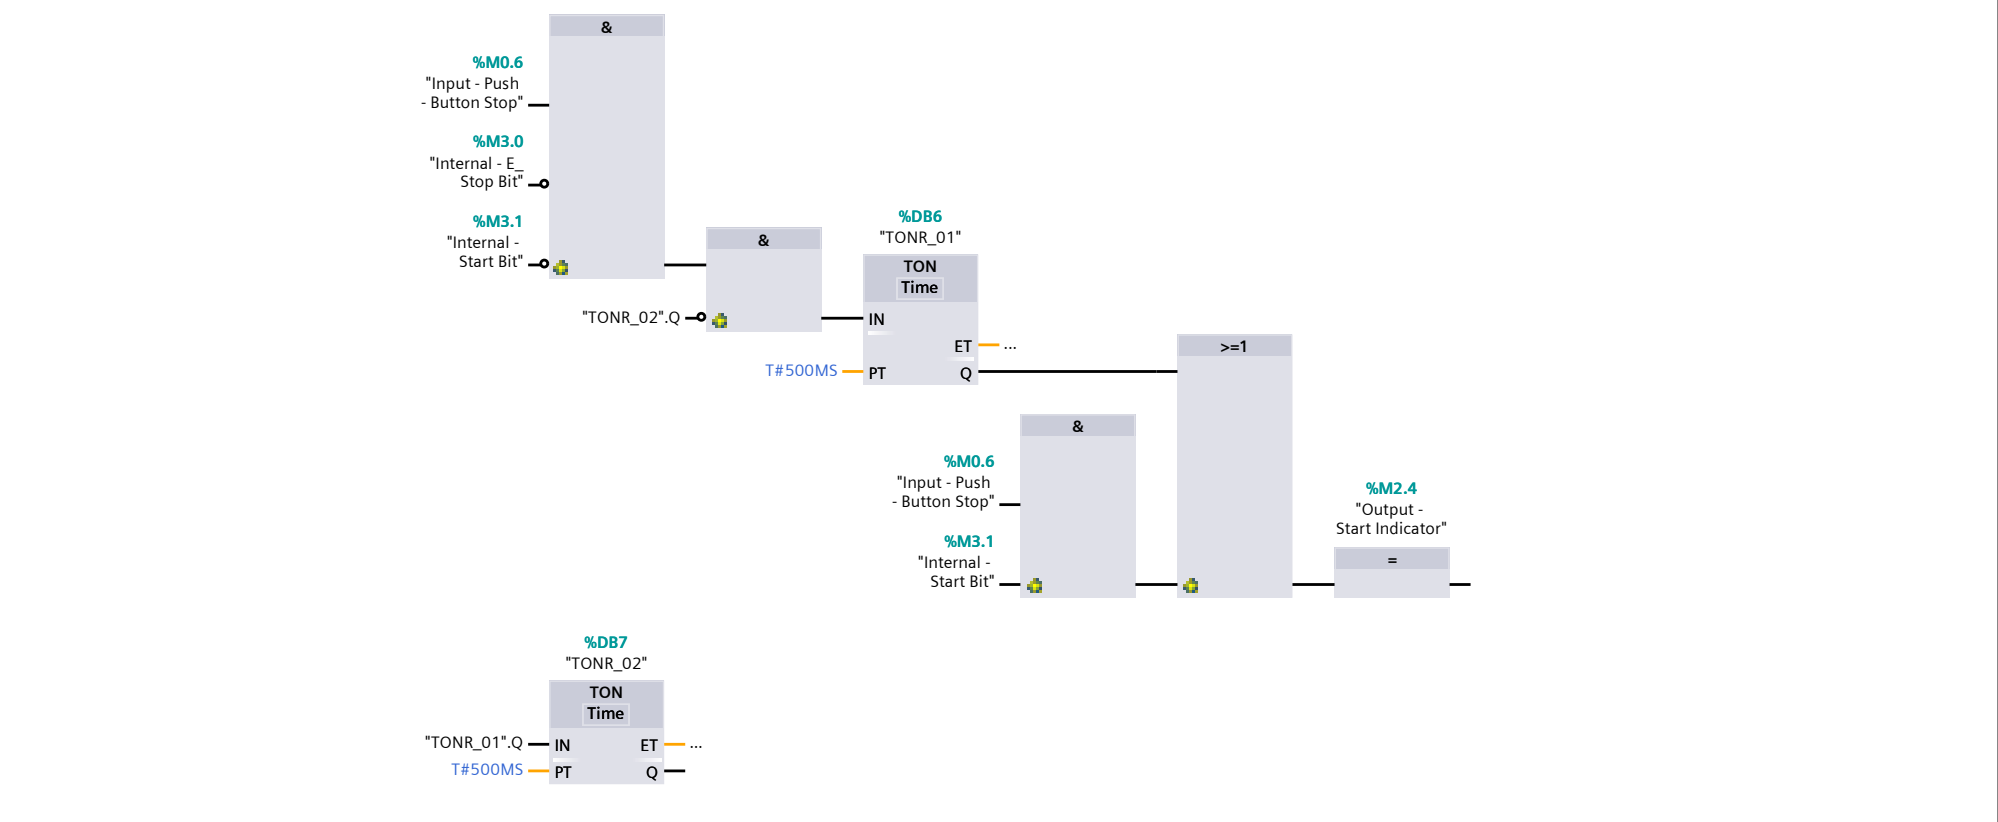 &
%M0.6
"Input - Push
- Button Stop"
%M3.0
"Internal - E_
Stop Bit"
%M3.1
"Internal -
Start Bit"
&
"TONR_02".Q
%DB6
"TONR_01"
TON
Time
IN
ET ...
T#500MS PT Q
>=1
&
%M0.6
"Input - Push
- Button Stop"
%M3.1
"Internal -
Start Bit"
%M2.4
"Output -
Start Indicator"
=
%DB7
"TONR_02"
TON
Time
"TONR_01".Q IN ET ...
T#500MS PT Q